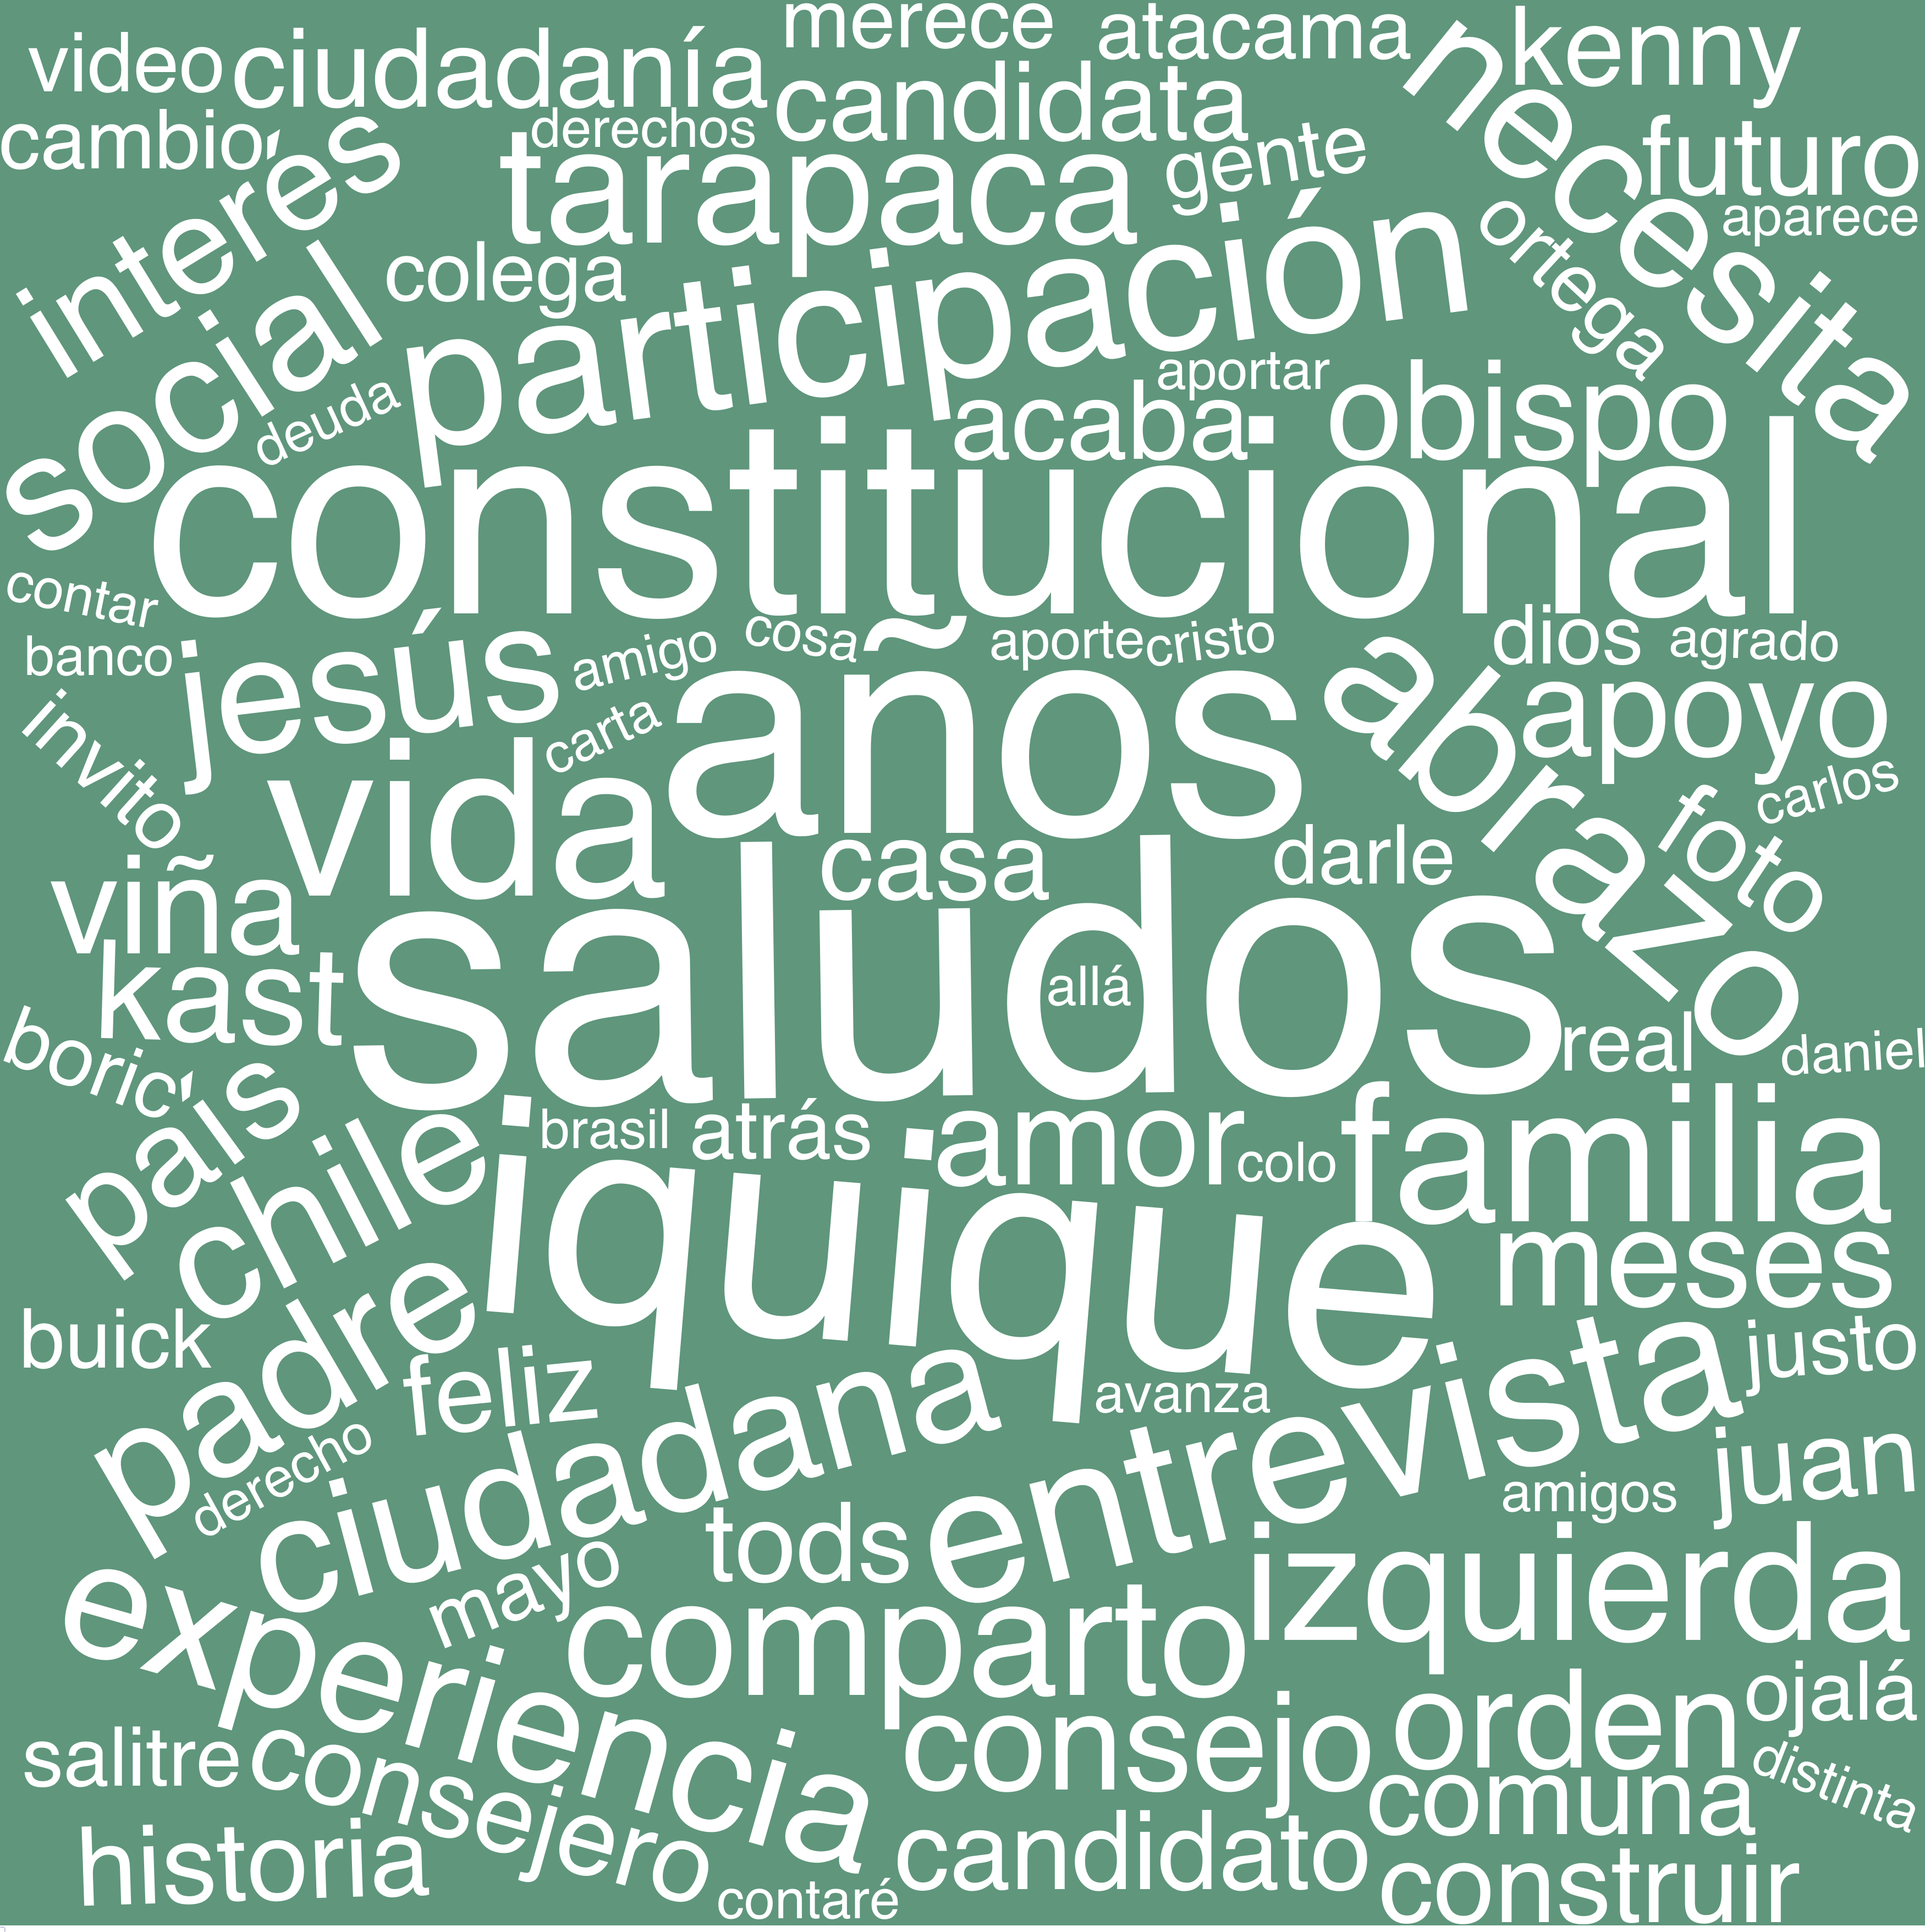 merece
atacama
kenny
video
ciudadanía
candidata
necesita
cambio
derechos
interés
tarapaca
gente
futuro
aparece
ortega
colega
participación
social
aportar
deuda
acaba
obispo
constitucional
contar
banco
jesús
amigo
cosa
aporte
cristo
dios
agrado
invito
carta
años
abrazo
apoyo
carlos
vida
casa
darle
foto
viña
kast
saludos
allá
real
daniel
boric
país
brasil
atrás
amor
colo
familia
chile
iquique
meses
buick
padre
feliz
avanza
entrevista
justo
derecho
ciudadana
amigos
juan
mayo
tods
izquierda
experiencia
comparto
ojalá
orden
salitre
consejero
consejo
comuna
distinta
historia
candidato
contaré
construir